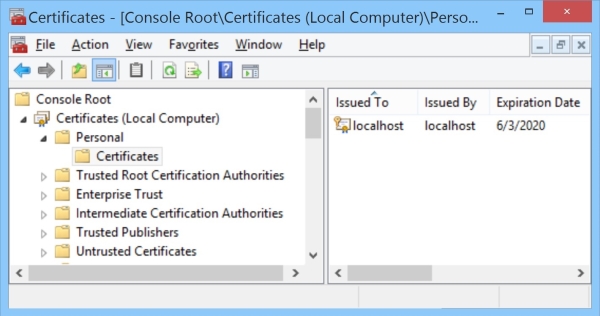 Certificates - [Console Root\Certificates (Local Computer)\Perso...
File Action View Favorites Window Help
Console Root
Certificates (Local Computer)
Personal
Certificates
Trusted Root Certification Authorities
Enterprise Trust
Intermediate Certification Authorities
Trusted Publishers
Untrusted Certificates
Issued To Issued By Expiration Date
localhost localhost 6/3/2020